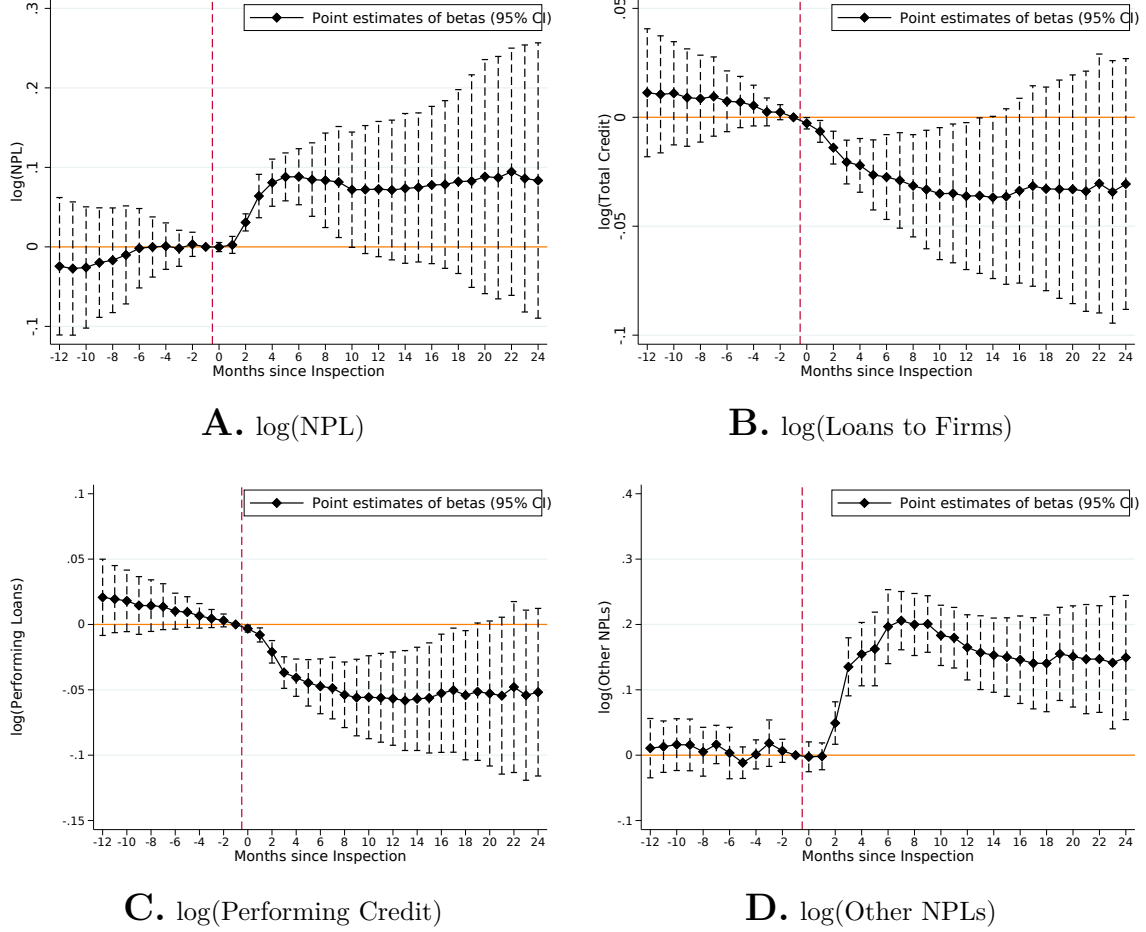 Point estimates of betas (95% CI)
.3
.2
.1
0
-.1
log(NPL)
-12 -10 -8 -6 -4 -2 0 2 4 6 8 10 12 14 16 18 20 22 24
Months since Inspection
A. log(NPL)
Point estimates of betas (95% CI)
.05
0
-.05
-.1
log(Total Credit)
-12 -10 -8 -6 -4 -2 0 2 4 6 8 10 12 14 16 18 20 22 24
Months since Inspection
B. log(Loans to Firms)
Point estimates of betas (95% CI)
.1
.05
0
-.05
-.1
-.15
log(Performing Loans)
-12 -10 -8 -6 -4 -2 0 2 4 6 8 10 12 14 16 18 20 22 24
Months since Inspection
C. log(Performing Credit)
Point estimates of betas (95% CI)
.4
.3
.2
.1
0
-.1
log(Other NPLs)
-12 -10 -8 -6 -4 -2 0 2 4 6 8 10 12 14 16 18 20 22 24
Months since Inspection
D. log(Other NPLs)